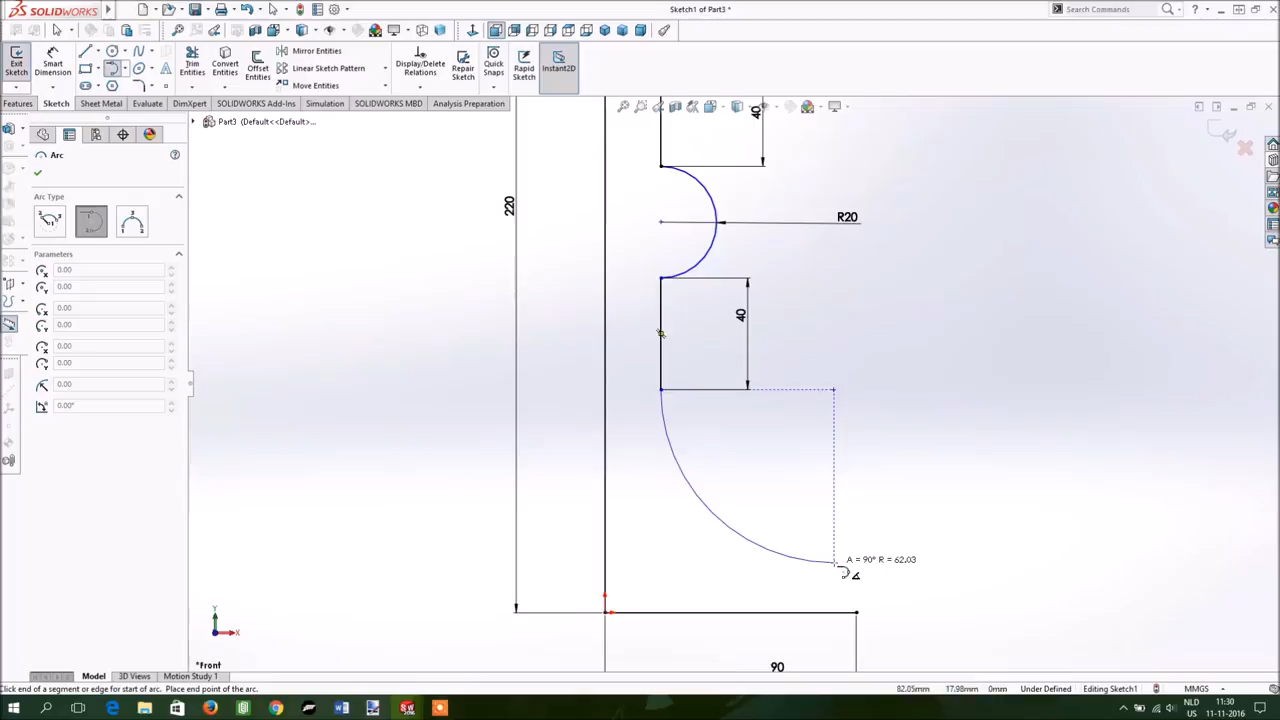 SOLIDWORKS
Sketch1 of Part3 *
Search Commands
Exit Sketch
Smart Dimension
Trim Entities
Convert Entities
Offset Entities
Mirror Entities
Linear Sketch Pattern
Move Entities
Display/Delete Relations
Repair Sketch
Quick Snaps
Rapid Sketch
Instant2D
Features
Sketch
Sheet Metal
Evaluate
DimXpert
SOLIDWORKS Add-Ins
Simulation
SOLIDWORKS MBD
Analysis Preparation
Part3 (Default<<Default>...
Arc
Arc Type
Parameters
0.00
0.00
0.00
0.00
0.00
0.00
0.00
0.00°
40
220
R20
40
A = 90° R = 62.03
90
Y
X
*Front
Model
3D Views
Motion Study 1
Click end of a segment or edge for start of arc. Place end point of the arc.
82.05mm
17.98mm
0mm
Under Defined
Editing Sketch1
MMGS
NLD
US
11:30
11-11-2016